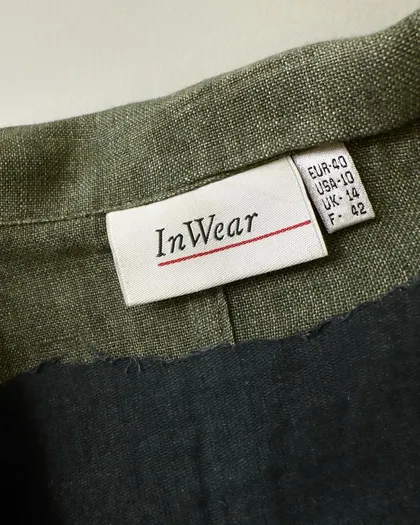 InWear
EUR-40
USA-10
UK- 14
F- 42